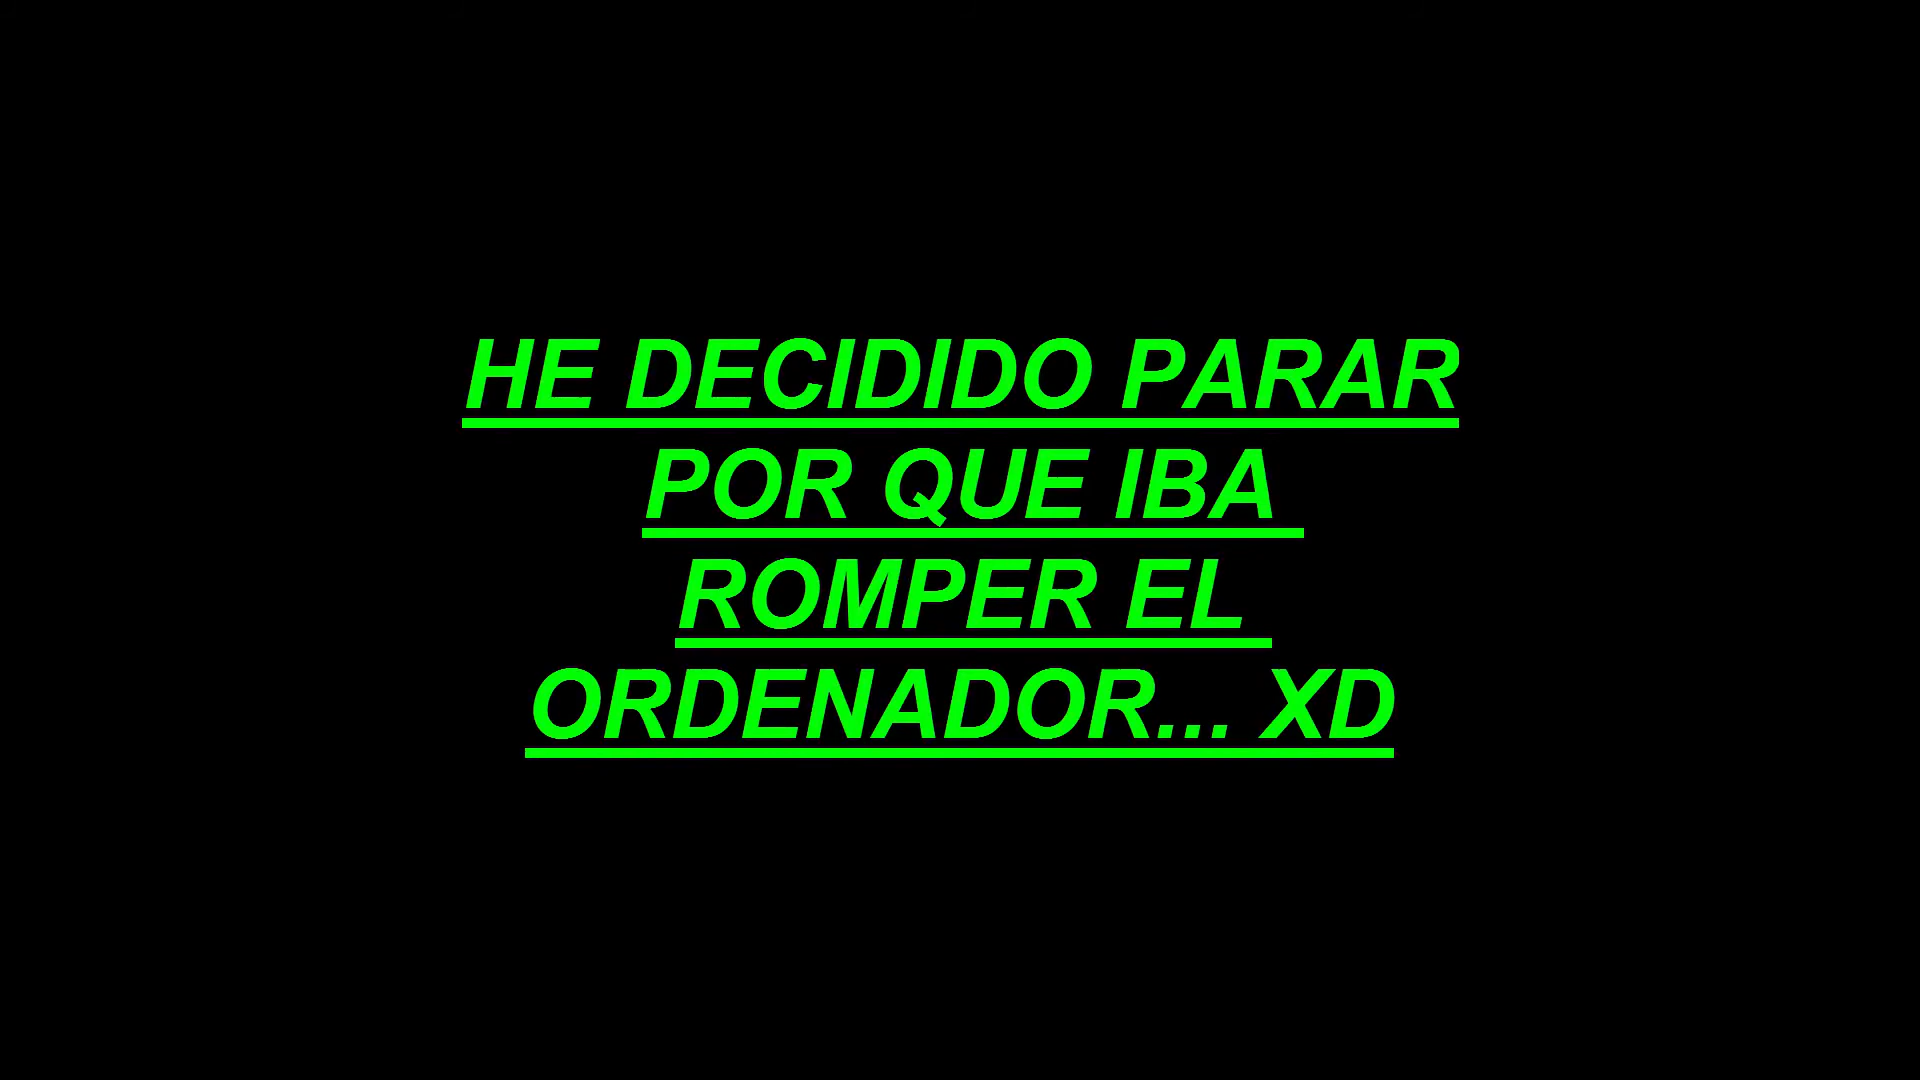 HE DECIDIDO PARAR
POR QUE IBA
ROMPER EL
ORDENADOR... XD